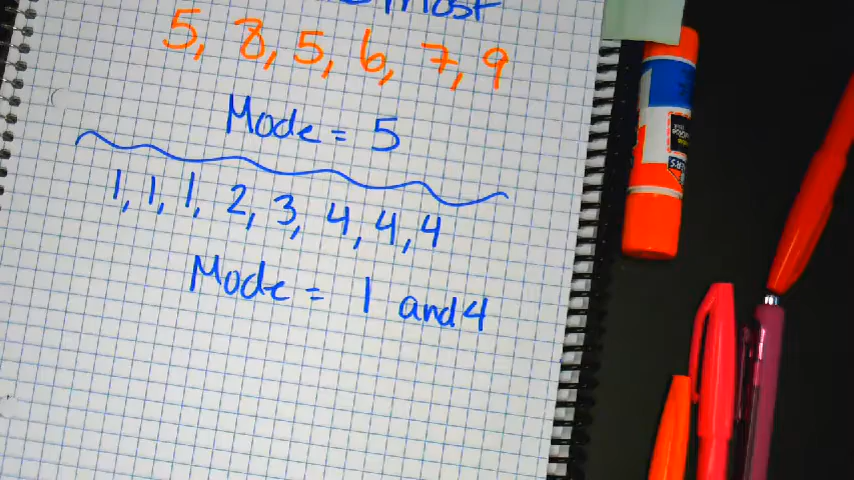 most
5, 8, 5, 6, 7, 9
Mode = 5
1, 1, 1, 2, 3, 4, 4, 4
Mode = 1 and 4